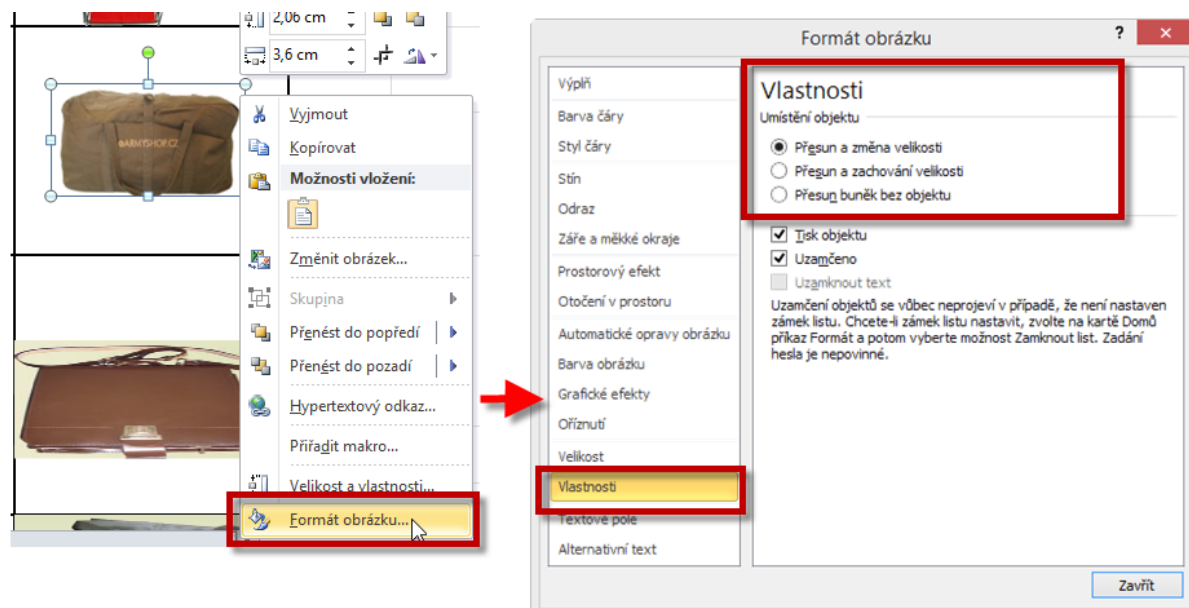 2,06 cm
3,6 cm
eARMYSHOP.CZ
Vyjmout
Kopírovat
Možnosti vložení:
Změnit obrázek...
Skupina
Přenést do popředí
Přenést do pozadí
Hypertextový odkaz...
Přiřadit makro...
Velikost a vlastnosti...
Formát obrázku...
Formát obrázku
?
Výplň
Barva čáry
Styl čáry
Stín
Odraz
Záře a měkké okraje
Prostorový efekt
Otočení v prostoru
Automatické opravy obrázku
Barva obrázku
Grafické efekty
Oříznutí
Velikost
Vlastnosti
Textové pole
Alternativní text
Vlastnosti
Umístění objektu
Přesun a změna velikosti
Přesun a zachování velikosti
Přesun buněk bez objektu
Tisk objektu
Uzamčeno
Uzamknout text
Uzamčení objektů se vůbec neprojeví v případě, že není nastaven
zámek listu. Chcete-li zámek listu nastavit, zvolte na kartě Domů
příkaz Formát a potom vyberte možnost Zamknout list. Zadání
hesla je nepovinné.
Zavřít